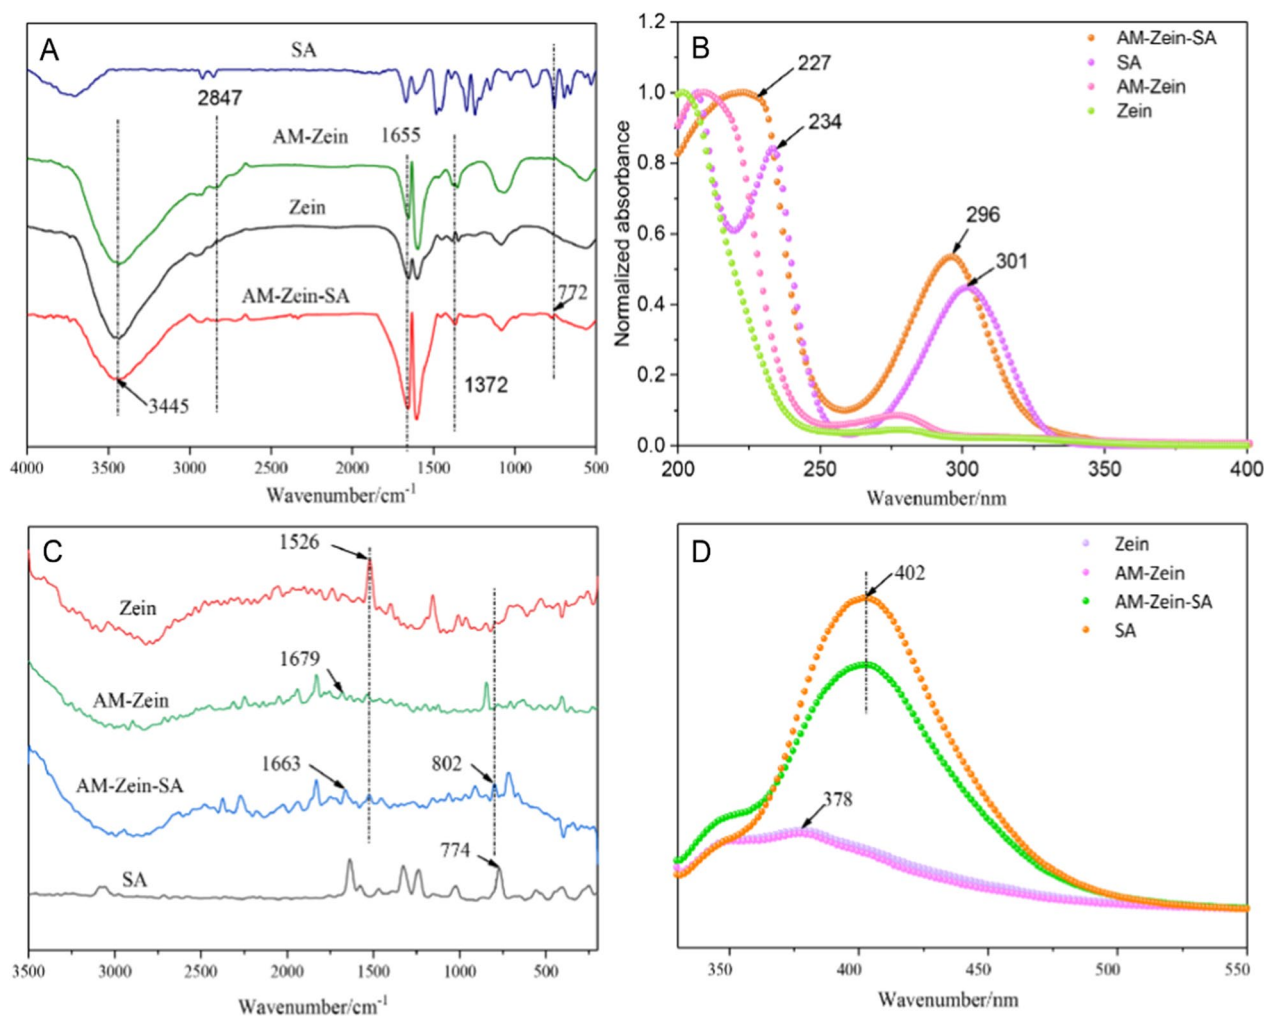 A
SA
2847
AM-Zein
1655
Zein
AM-Zein-SA
772
1372
3445
4000 3500 3000 2500 2000 1500 1000 500
Wavenumber/cm⁻¹
B
AM-Zein-SA
SA
AM-Zein
Zein
227
234
296
301
1.2
1.0
0.8
0.6
0.4
0.2
0.0
Normalized absorbance
200 250 300 350 400
Wavenumber/nm
C
1526
Zein
1679
AM-Zein
1663
802
AM-Zein-SA
774
SA
3500 3000 2500 2000 1500 1000 500
Wavenumber/cm⁻¹
D
Zein
AM-Zein
AM-Zein-SA
SA
402
378
350 400 450 500 550
Wavenumber/nm